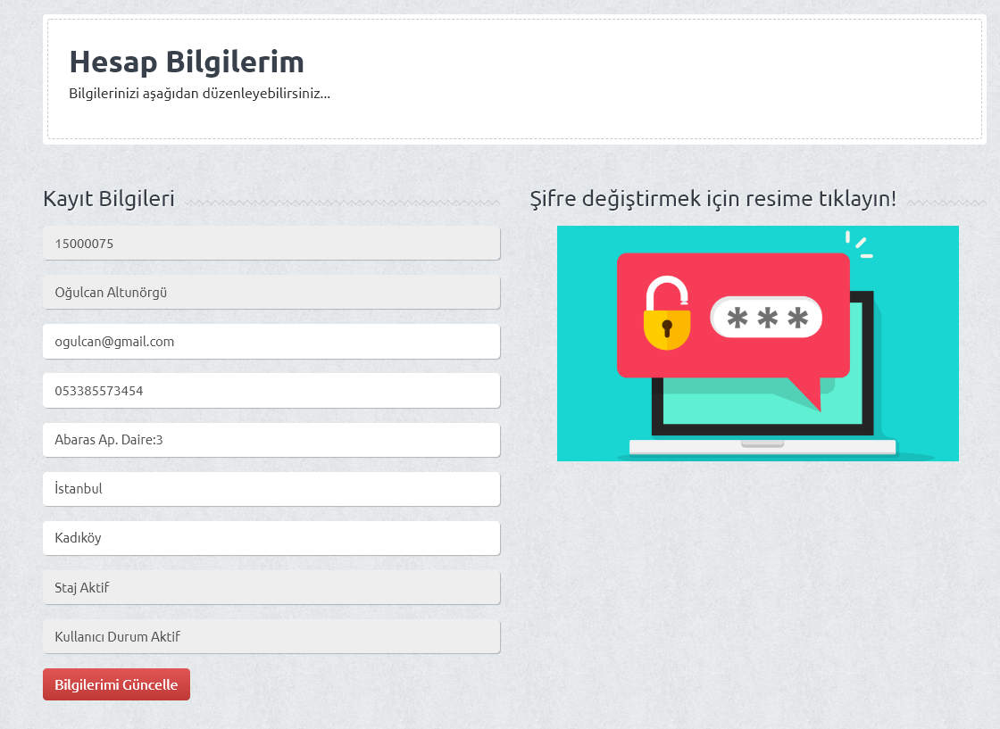 Hesap Bilgilerim
Bilgilerinizi aşağıdan düzenleyebilirsiniz...
Kayıt Bilgileri
15000075
Oğulcan Altunörgü
ogulcan@gmail.com
053385573454
Abaras Ap. Daire:3
İstanbul
Kadıköy
Staj Aktif
Kullanıcı Durum Aktif
Bilgilerimi Güncelle
Şifre değiştirmek için resime tıklayın!
***